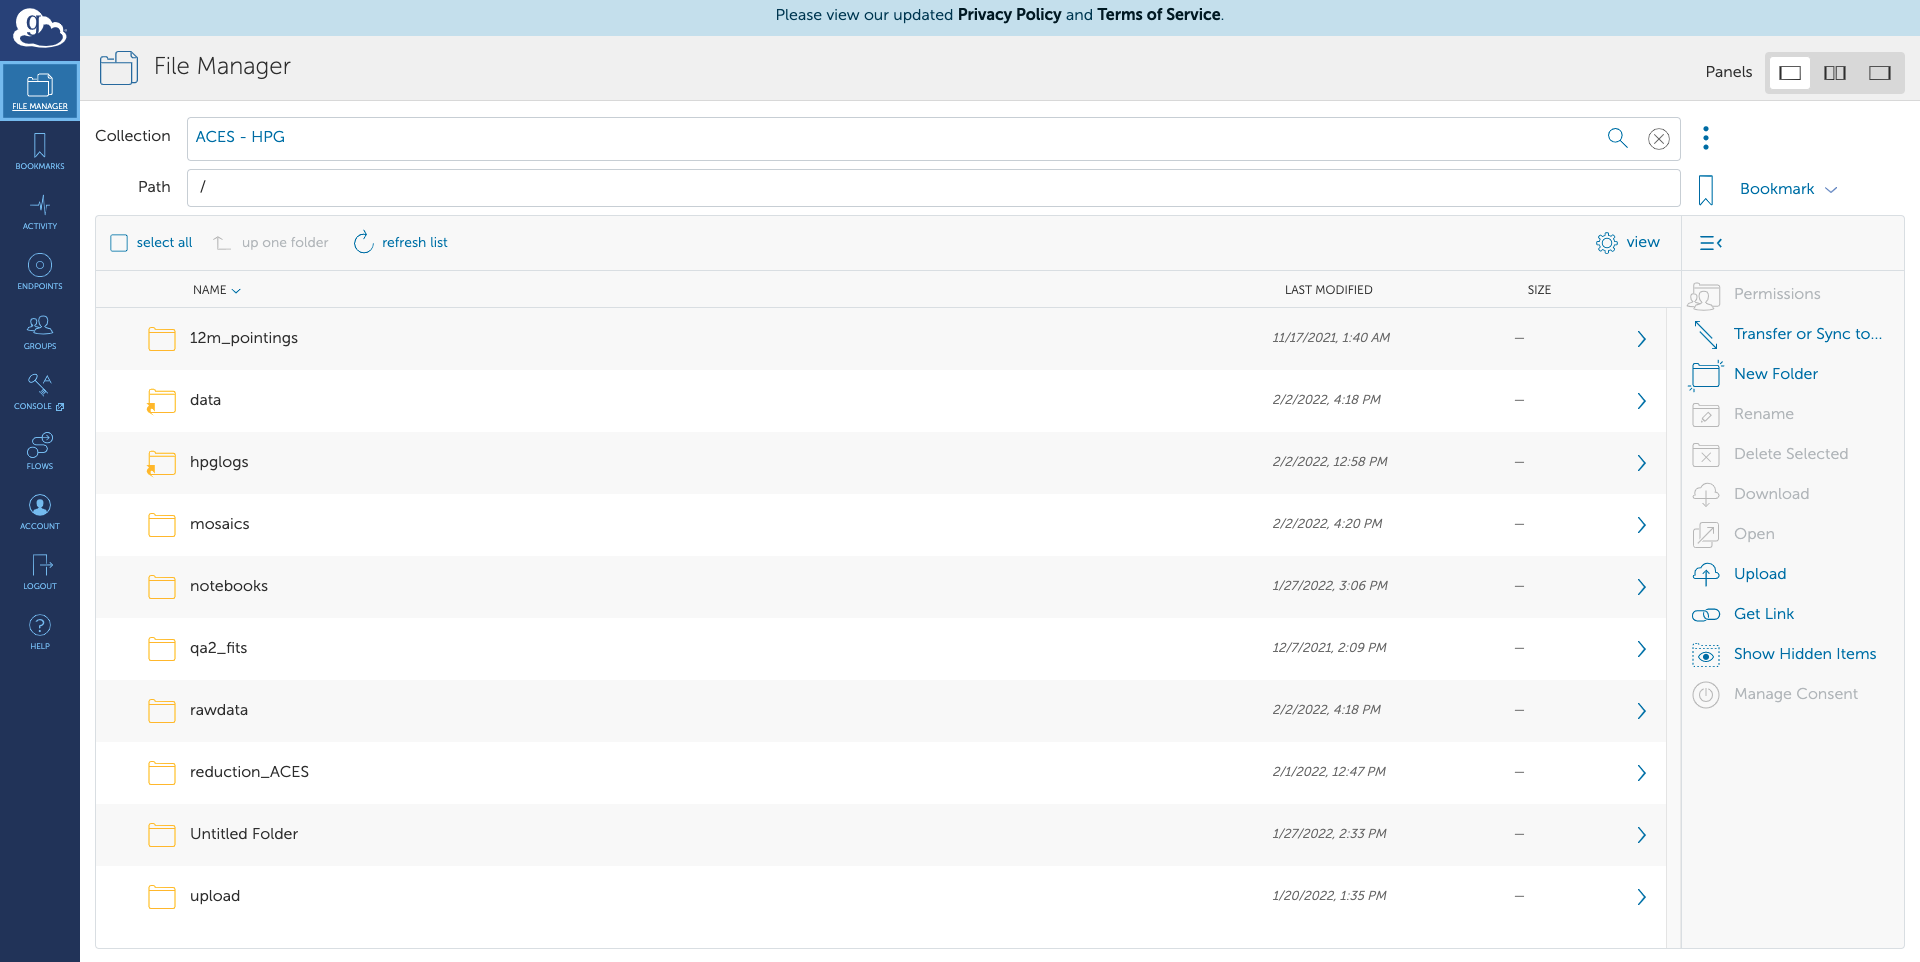 Please view our updated Privacy Policy and Terms of Service.
g
File Manager
Panels
FILE MANAGER
BOOKMARKS
ACTIVITY
ENDPOINTS
GROUPS
CONSOLE
FLOWS
ACCOUNT
LOGOUT
HELP
Collection
ACES - HPG
Path
/
Bookmark
select all
up one folder
refresh list
view
NAME
LAST MODIFIED
SIZE
12m_pointings 11/17/2021, 1:40 AM —
data 2/2/2022, 4:18 PM —
hpglogs 2/2/2022, 12:58 PM —
mosaics 2/2/2022, 4:20 PM —
notebooks 1/27/2022, 3:06 PM —
qa2_fits 12/7/2021, 2:09 PM —
rawdata 2/2/2022, 4:18 PM —
reduction_ACES 2/1/2022, 12:47 PM —
Untitled Folder 1/27/2022, 2:33 PM —
upload 1/20/2022, 1:35 PM —
Permissions
Transfer or Sync to...
New Folder
Rename
Delete Selected
Download
Open
Upload
Get Link
Show Hidden Items
Manage Consent